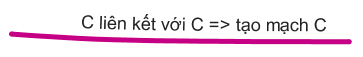 C liên kết với C => tạo mạch C